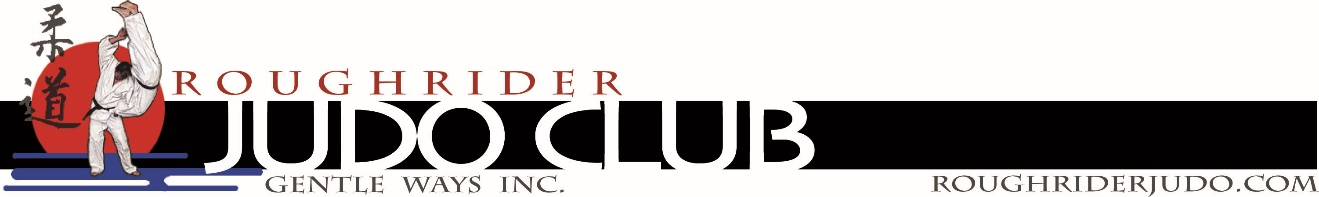 柔道
ROUGHRIDER
JUDO CLUB
GENTLE WAYS INC.
ROUGHRIDERJUDO.COM